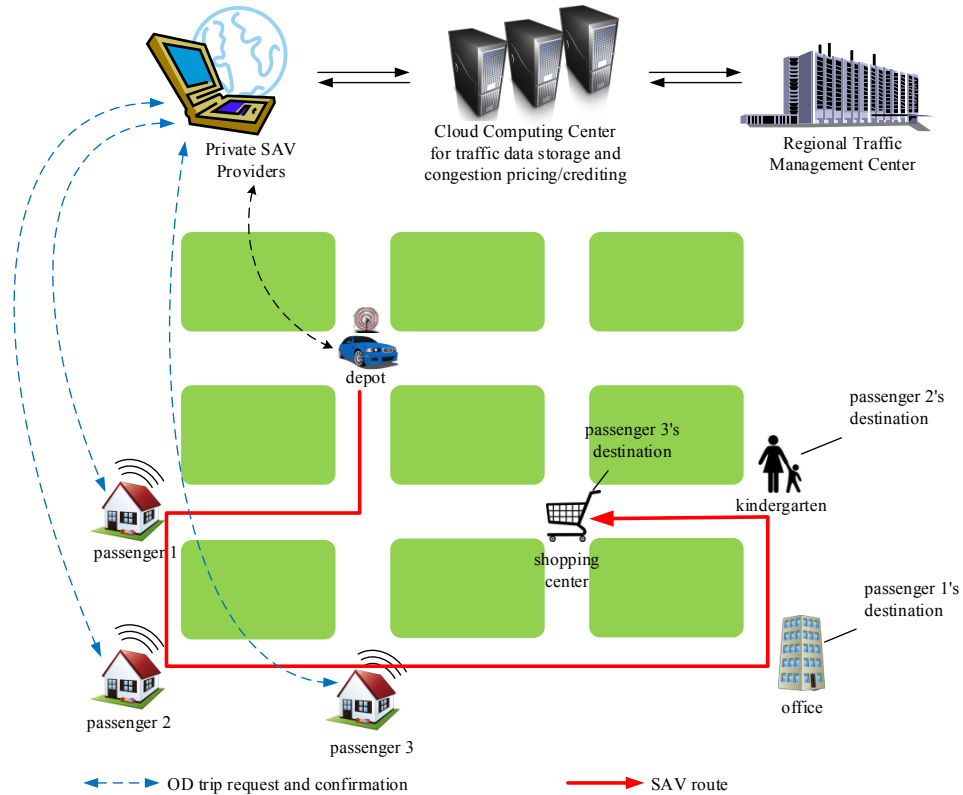 Private SAV
Providers
Cloud Computing Center
for traffic data storage and
congestion pricing/crediting
Regional Traffic
Management Center
depot
passenger 3's
destination
passenger 2's
destination
kindergarten
passenger 1
shopping
center
passenger 1's
destination
office
passenger 2
passenger 3
OD trip request and confirmation
SAV route